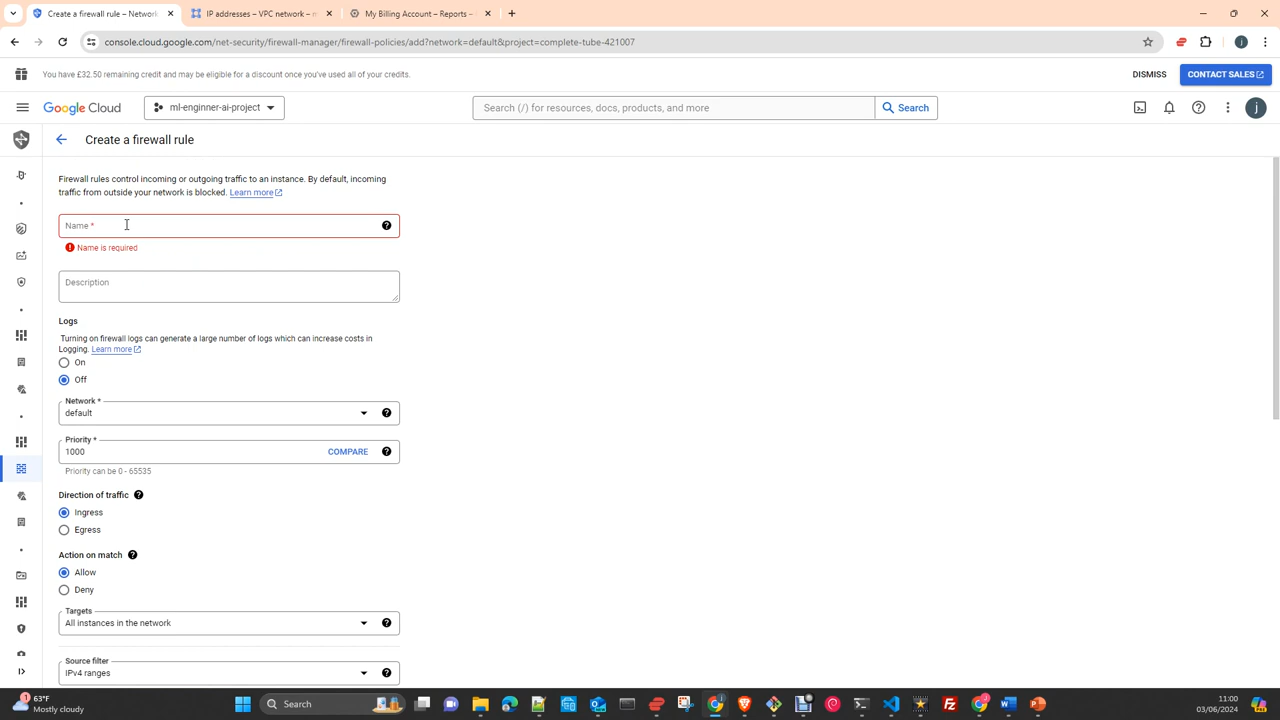 Create a firewall rule – Network
IP addresses – VPC network – m
My Billing Account – Reports –
console.cloud.google.com/net-security/firewall-manager/firewall-policies/add?network=default&project=complete-tube-421007
You have £32.50 remaining credit and may be eligible for a discount once you've used all of your credits.
DISMISS
CONTACT SALES
Google Cloud
ml-enginner-ai-project
Search (/) for resources, docs, products, and more
Search
j
Create a firewall rule
Firewall rules control incoming or outgoing traffic to an instance. By default, incoming
traffic from outside your network is blocked. Learn more
Name *
Name is required
Description
Logs
Turning on firewall logs can generate a large number of logs which can increase costs in
Logging. Learn more
On
Off
Network *
default
Priority *
1000
COMPARE
Priority can be 0 - 65535
Direction of traffic
Ingress
Egress
Action on match
Allow
Deny
Targets
All instances in the network
Source filter
IPv4 ranges
63°F
Mostly cloudy
Search
11:00
03/06/2024